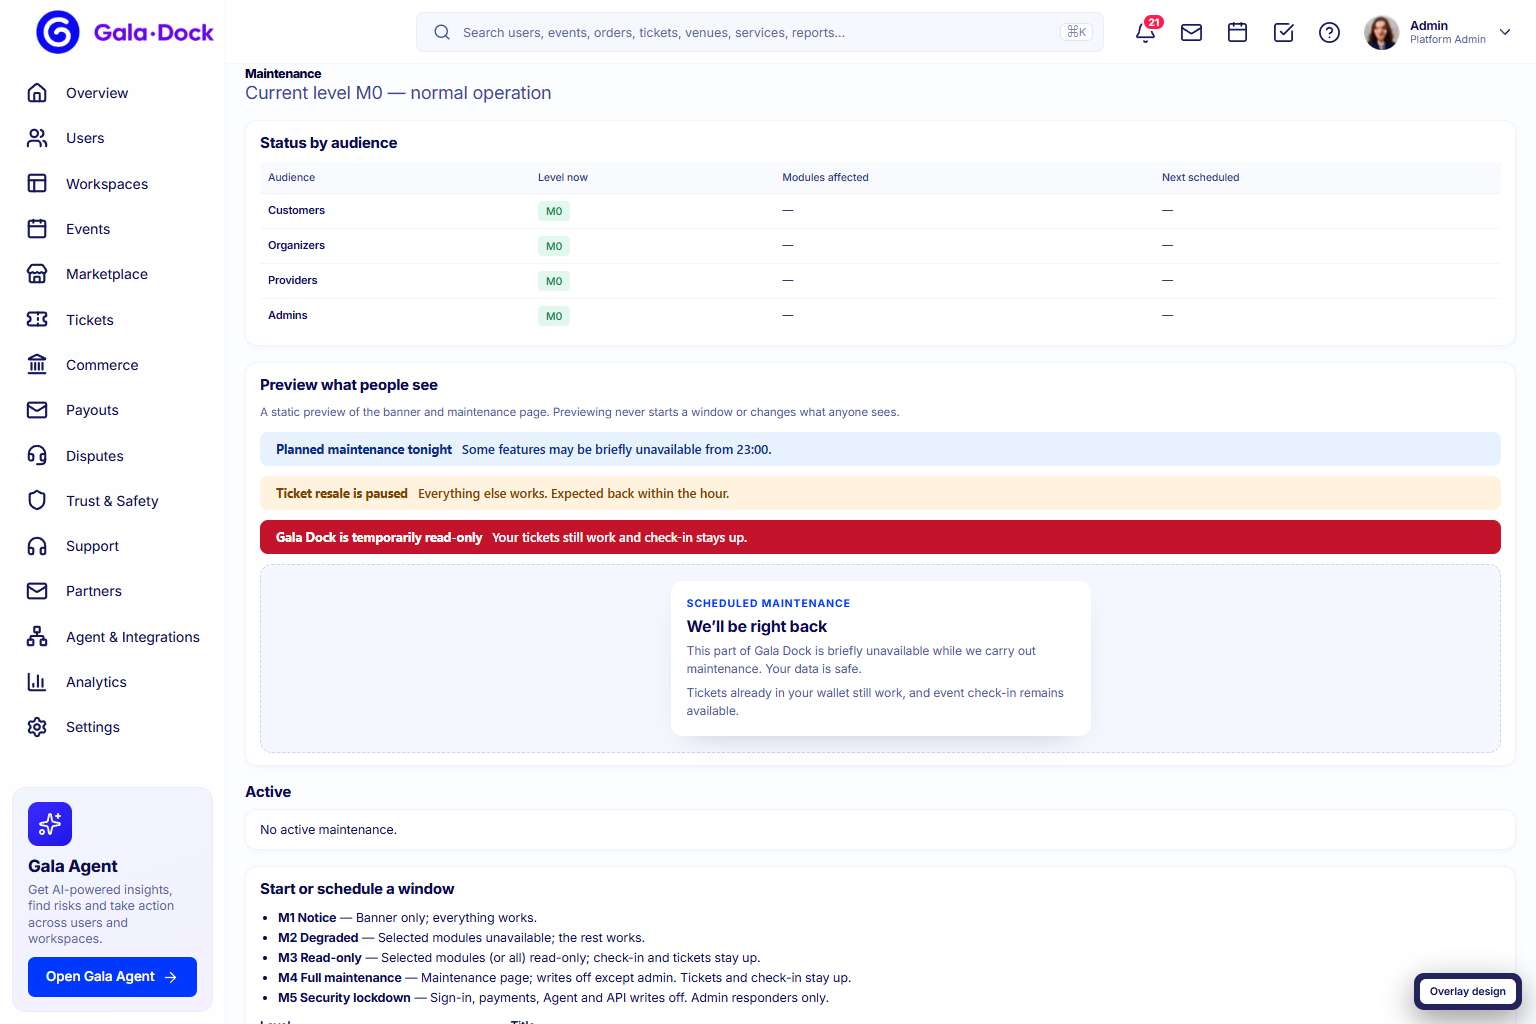 Gala·Dock
Search users, events, orders, tickets, venues, services, reports...
⌘K
21
Admin
Platform Admin
Overview
Users
Workspaces
Events
Marketplace
Tickets
Commerce
Payouts
Disputes
Trust & Safety
Support
Partners
Agent & Integrations
Analytics
Settings
Gala Agent
Get AI-powered insights,
find risks and take action
across users and
workspaces.
Open Gala Agent →
Maintenance
Current level M0 — normal operation
Status by audience
Audience Level now Modules affected Next scheduled
Customers M0 — —
Organizers M0 — —
Providers M0 — —
Admins M0 — —
Preview what people see
A static preview of the banner and maintenance page. Previewing never starts a window or changes what anyone sees.
Planned maintenance tonight Some features may be briefly unavailable from 23:00.
Ticket resale is paused Everything else works. Expected back within the hour.
Gala Dock is temporarily read-only Your tickets still work and check-in stays up.
SCHEDULED MAINTENANCE
We’ll be right back
This part of Gala Dock is briefly unavailable while we carry out
maintenance. Your data is safe.
Tickets already in your wallet still work, and event check-in remains
available.
Active
No active maintenance.
Start or schedule a window
• M1 Notice — Banner only; everything works.
• M2 Degraded — Selected modules unavailable; the rest works.
• M3 Read-only — Selected modules (or all) read-only; check-in and tickets stay up.
• M4 Full maintenance — Maintenance page; writes off except admin. Tickets and check-in stay up.
• M5 Security lockdown — Sign-in, payments, Agent and API writes off. Admin responders only.
Level Title
Overlay design